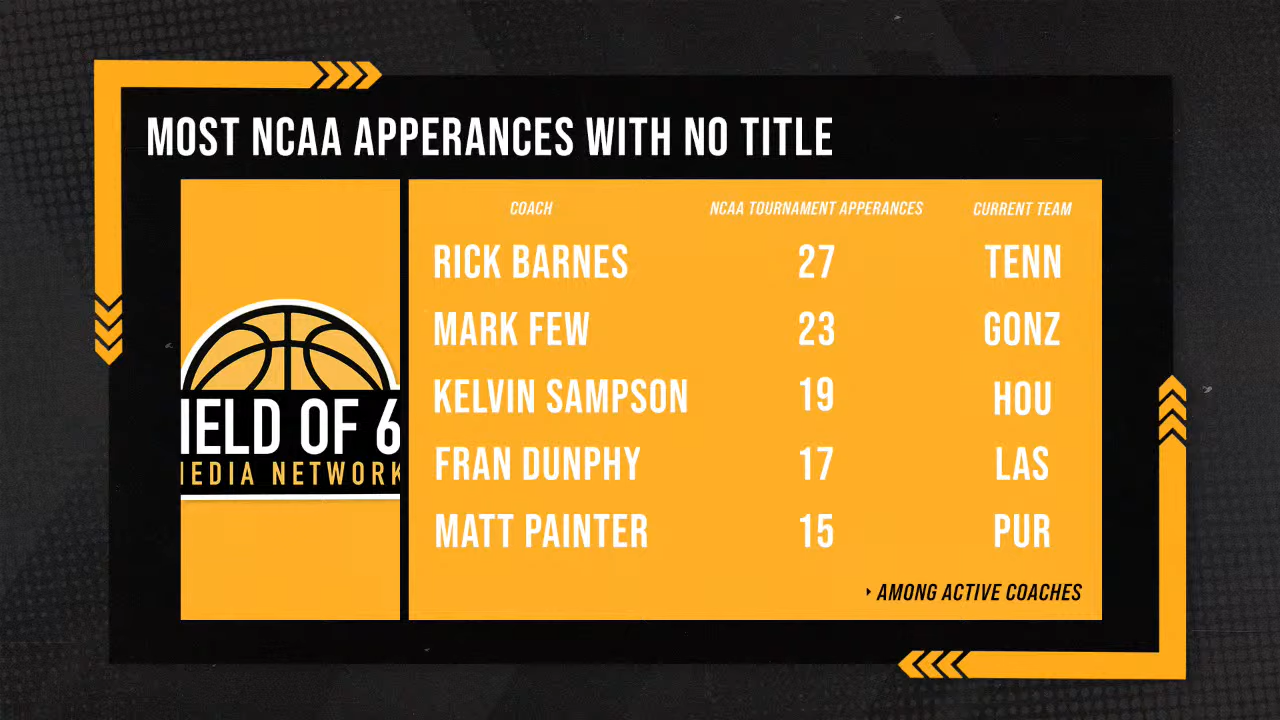 MOST NCAA APPERANCES WITH NO TITLE
COACH NCAA TOURNAMENT APPERANCES CURRENT TEAM
RICK BARNES 27 TENN
MARK FEW 23 GONZ
KELVIN SAMPSON 19 HOU
FRAN DUNPHY 17 LAS
MATT PAINTER 15 PUR
AMONG ACTIVE COACHES
IELD OF 6
MEDIA NETWORK